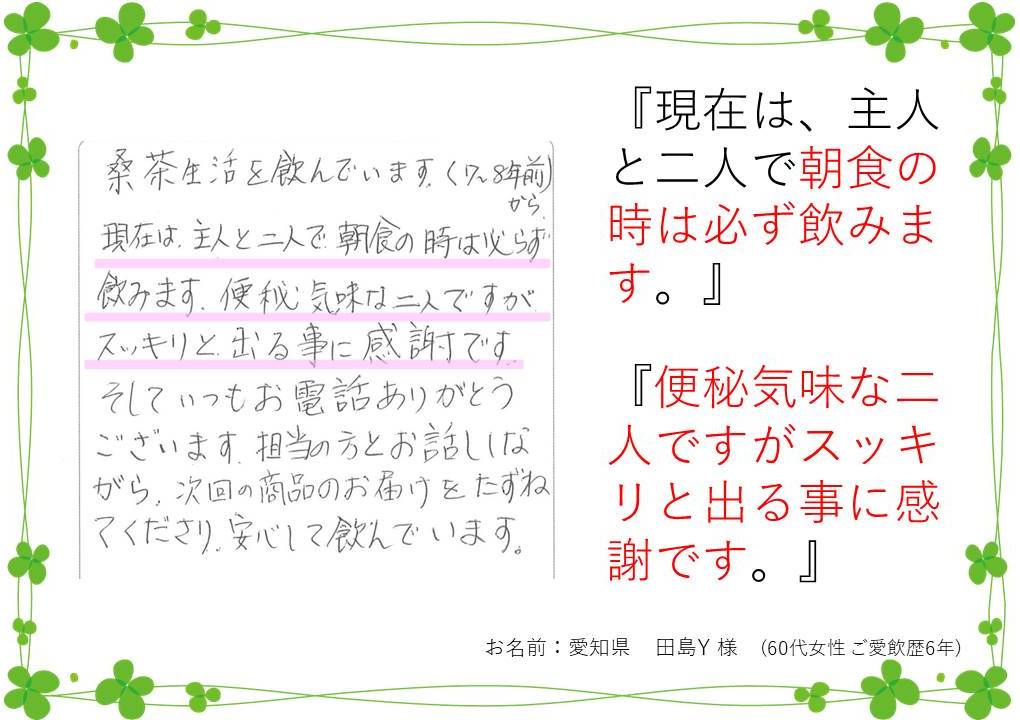 桑茶生活を飲んでいます。(7〜8年前)
から、
現在は、主人と二人で、朝食の時は必らず
飲みます。便秘気味な二人ですが、
スッキリと、出る事に感謝です。
そしていつもお電話ありがとう
ございます。担当の方とお話ししな
がら、次回の商品のお届けをたずね
てくださり、安心して飲んでいます。
『現在は、主人
と二人で朝食の
時は必ず飲みま
す。』
『便秘気味な二
人ですがスッキ
リと出る事に感
謝です。』
お名前：愛知県　田島Y 様　(60代女性 ご愛飲歴6年)